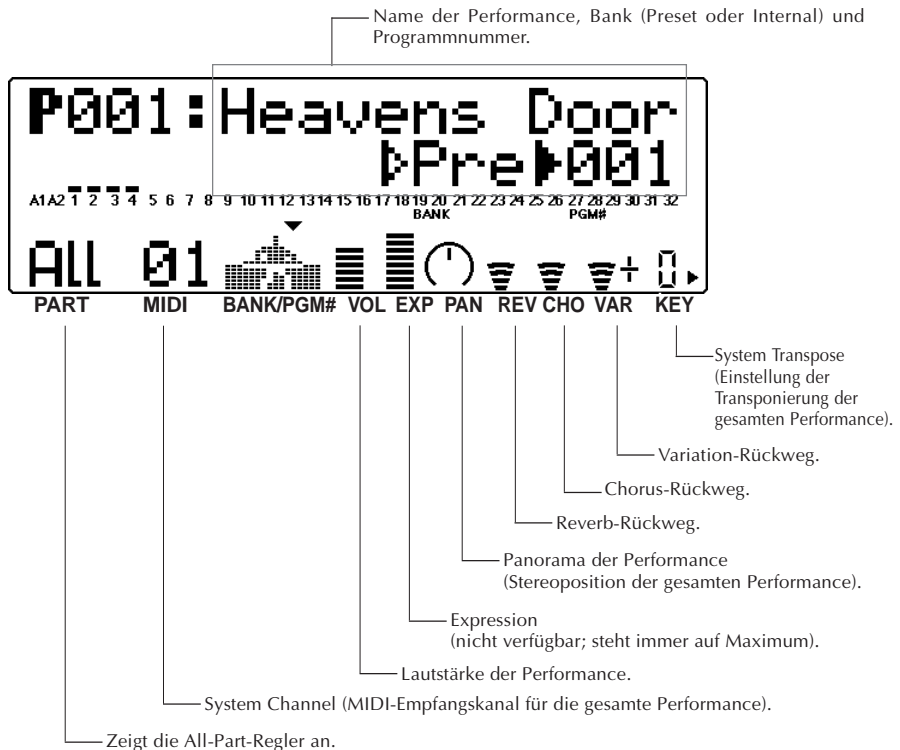 Name der Performance, Bank (Preset oder Internal) und
Programmnummer.
P001:Heavens Door
Pre 001
A1 A2 1 2 3 4 5 6 7 8 9 10 11 12 13 14 15 16 17 18 19 20 21 22 23 24 25 26 27 28 29 30 31 32
BANK PGM#
All 01 + 0
PART MIDI BANK/PGM# VOL EXP PAN REV CHO VAR KEY
System Transpose
(Einstellung der
Transponierung der
gesamten Performance).
Variation-Rückweg.
Chorus-Rückweg.
Reverb-Rückweg.
Panorama der Performance
(Stereoposition der gesamten Performance).
Expression
(nicht verfügbar; steht immer auf Maximum).
Lautstärke der Performance.
System Channel (MIDI-Empfangskanal für die gesamte Performance).
Zeigt die All-Part-Regler an.